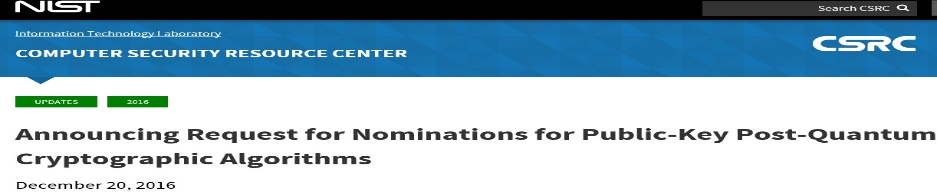 NIST
Search CSRC
Information Technology Laboratory
COMPUTER SECURITY RESOURCE CENTER
CSRC
UPDATES 2016
Announcing Request for Nominations for Public-Key Post-Quantum
Cryptographic Algorithms
December 20, 2016